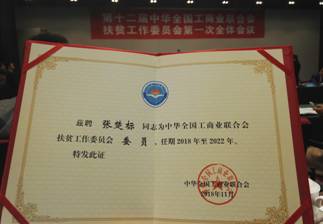 第十二届中华全国工商业联合会
扶贫工作委员会第一次全体会议
兹聘 张楚标 同志为中华全国工商业联合会
扶贫工作委员会 委员，任期2018年至2022年。
特发此证
中华全国工商业联合会
2018年11月